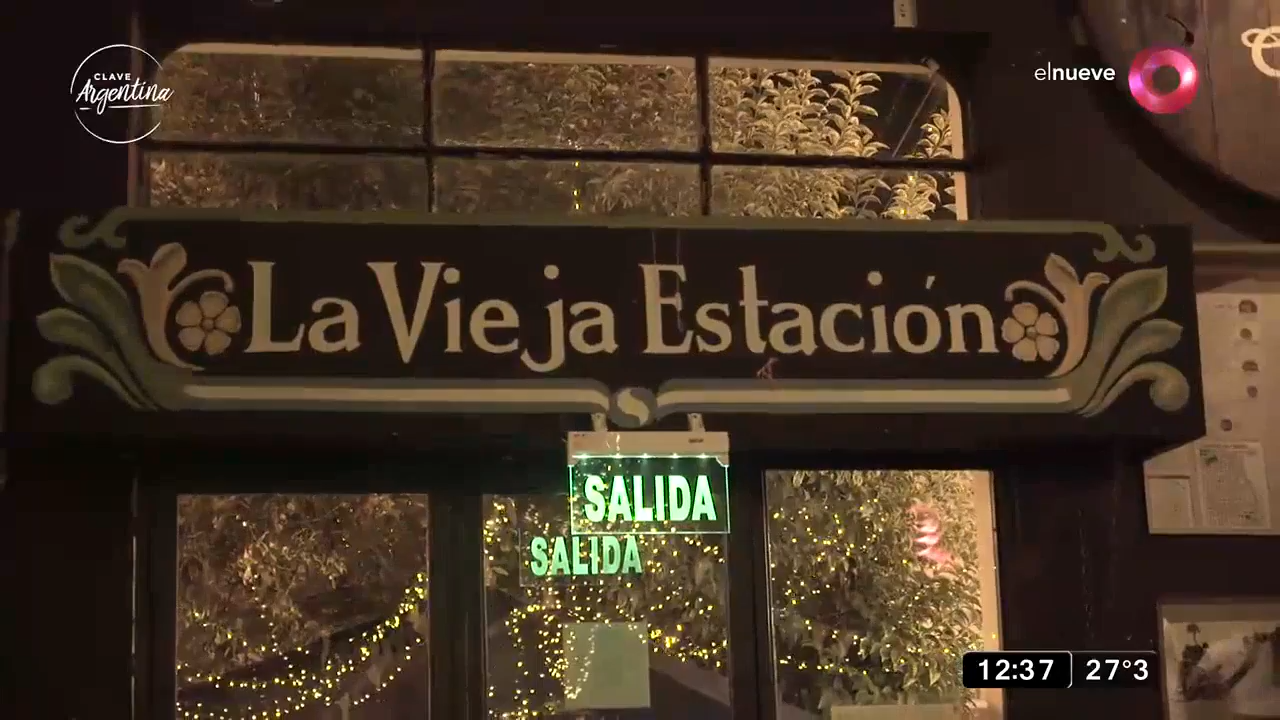 CLAVE
Argentina
elnueve
La Vieja Estación
SALIDA
SALIDA
12:37 27°3